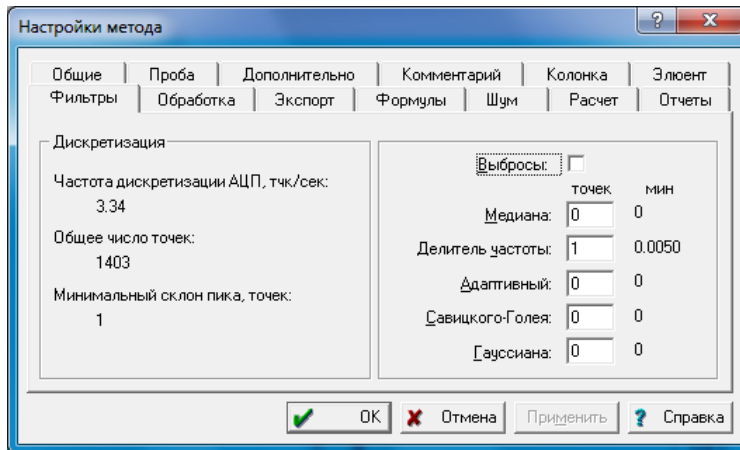 Настройки метода
Общие Проба Дополнительно Комментарий Колонка Элюент
Фильтры Обработка Экспорт Формулы Шум Расчет Отчеты
Дискретизация
Частота дискретизации АЦП, тчк/сек:
3.34
Общее число точек:
1403
Минимальный склон пика, точек:
1
Выбросы:
точек мин
Медиана: 0 0
Делитель частоты: 1 0.0050
Адаптивный: 0 0
Савицкого-Голея: 0 0
Гауссиана: 0 0
OK Отмена Применить ? Справка